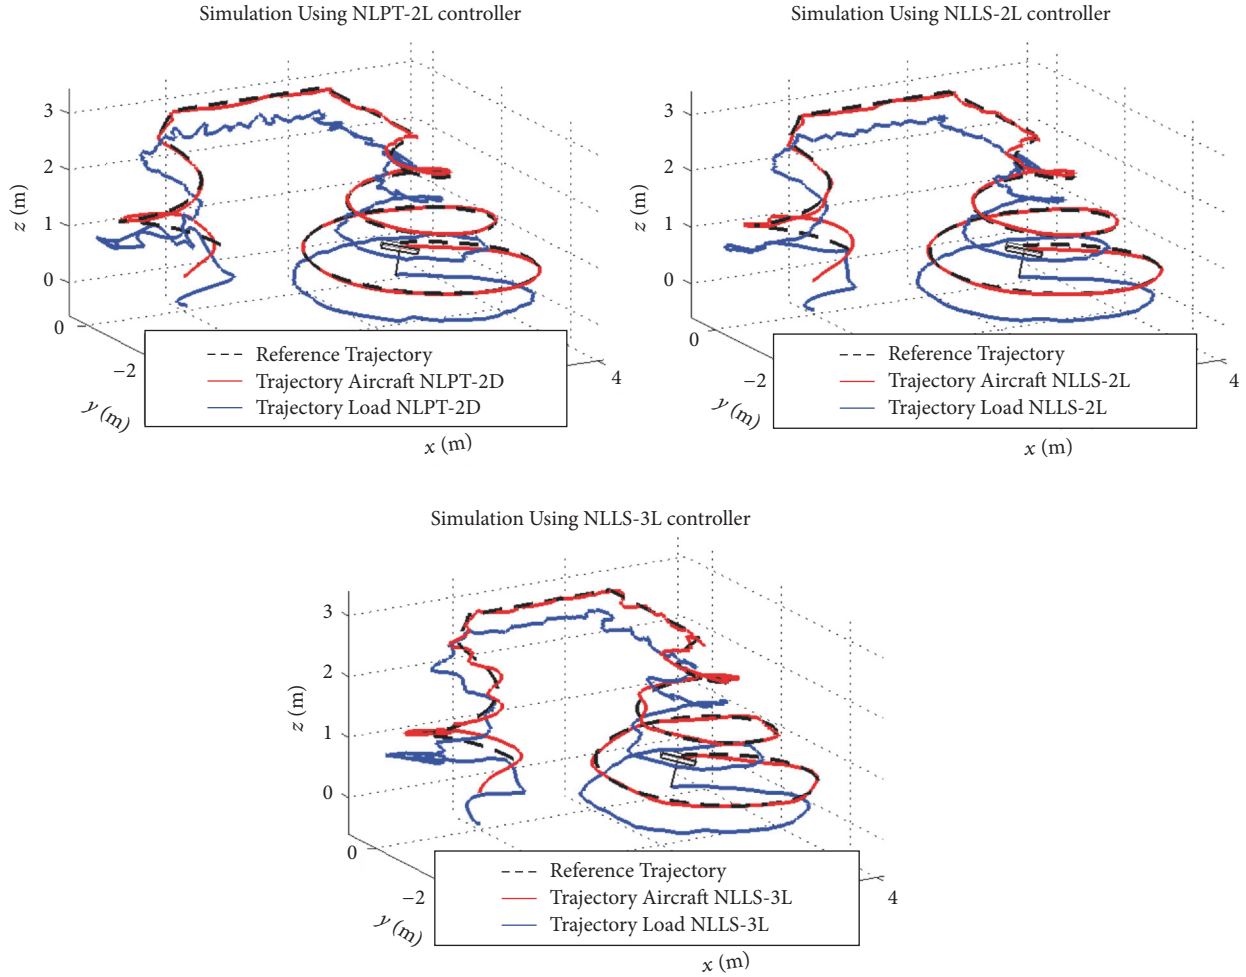 Simulation Using NLPT-2L controller
3
2
1
0
z (m)
0
−2
y (m)
4
x (m)
Reference Trajectory
Trajectory Aircraft NLPT-2D
Trajectory Load NLPT-2D
Simulation Using NLLS-2L controller
3
2
1
0
z (m)
0
−2
y (m)
4
x (m)
Reference Trajectory
Trajectory Aircraft NLLS-2L
Trajectory Load NLLS-2L
Simulation Using NLLS-3L controller
3
2
1
0
z (m)
0
−2
y (m)
4
x (m)
Reference Trajectory
Trajectory Aircraft NLLS-3L
Trajectory Load NLLS-3L